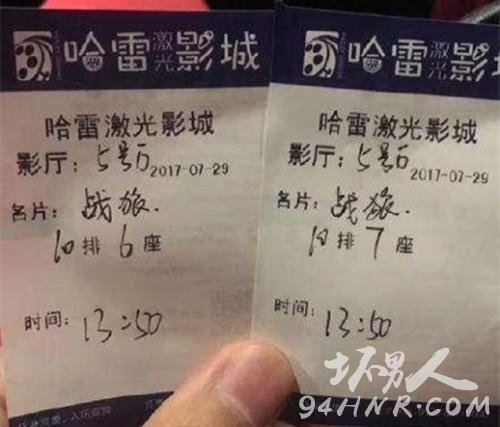 哈雷激光影城
哈雷激光影城
影厅:5号厅 2017-07-29
名片:战旅.
10排6座
时间:13:50
哈雷激光影城
哈雷激光影城
影厅:5号厅 2017-07-29
名片:战旅.
10排7座
时间:13:50
坏男人
94HNR.COM